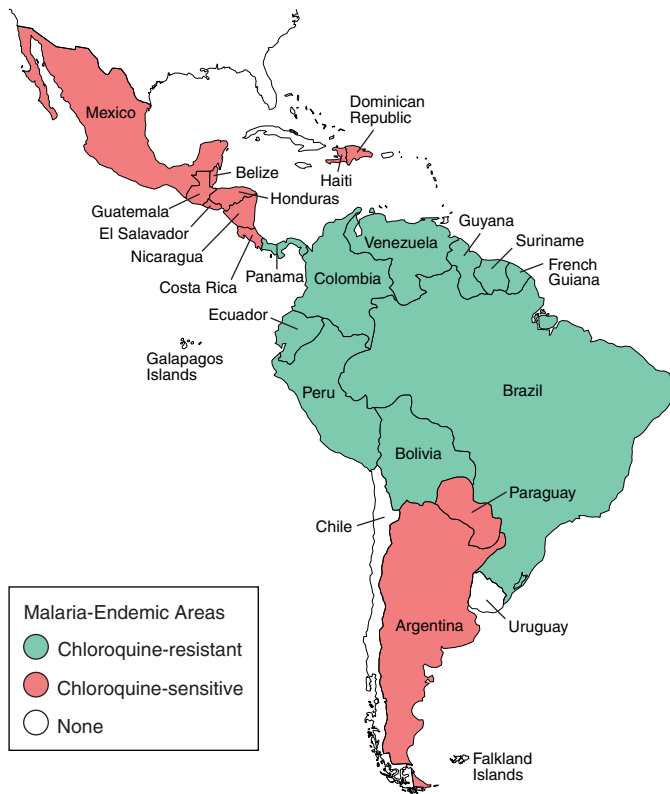 Mexico
Dominican
Republic
Belize
Haiti
Honduras
Guatemala
El Salavador
Nicaragua
Costa Rica
Panama
Guyana
Suriname
French
Guiana
Venezuela
Colombia
Ecuador
Galapagos
Islands
Peru
Brazil
Bolivia
Paraguay
Chile
Argentina
Uruguay
Falkland
Islands
Malaria-Endemic Areas
Chloroquine-resistant
Chloroquine-sensitive
None